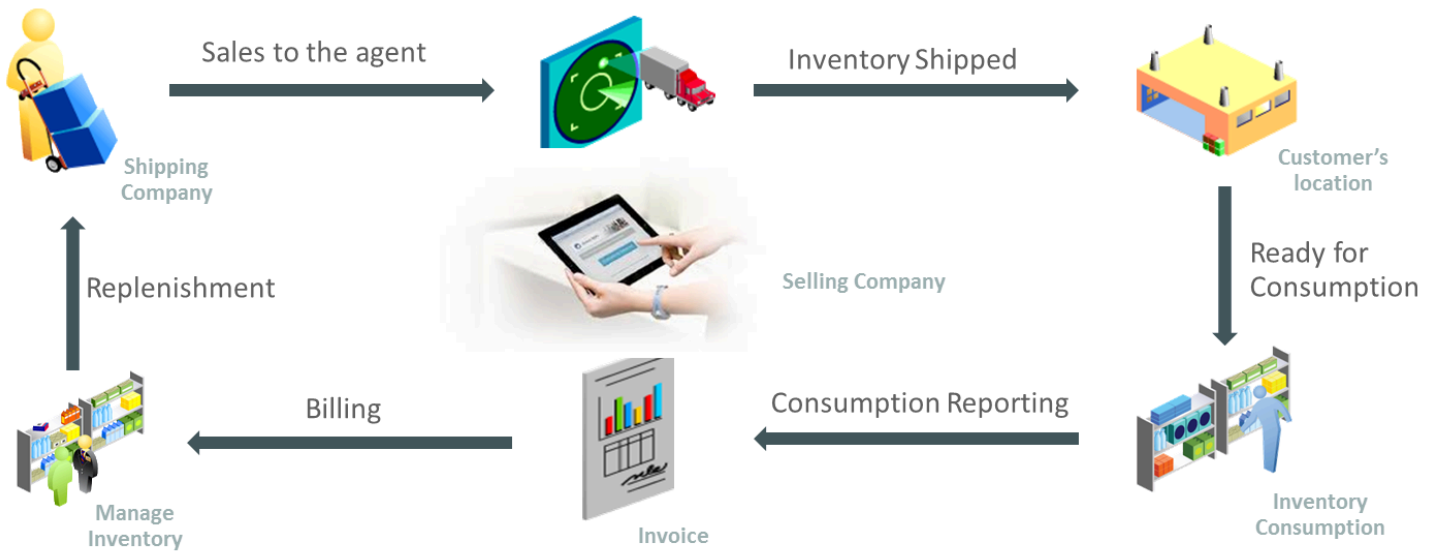 Sales to the agent
Inventory Shipped
Shipping
Company
Customer's
location
Replenishment
Selling Company
Ready for
Consumption
Billing
Consumption Reporting
Manage
Inventory
Invoice
Inventory
Consumption